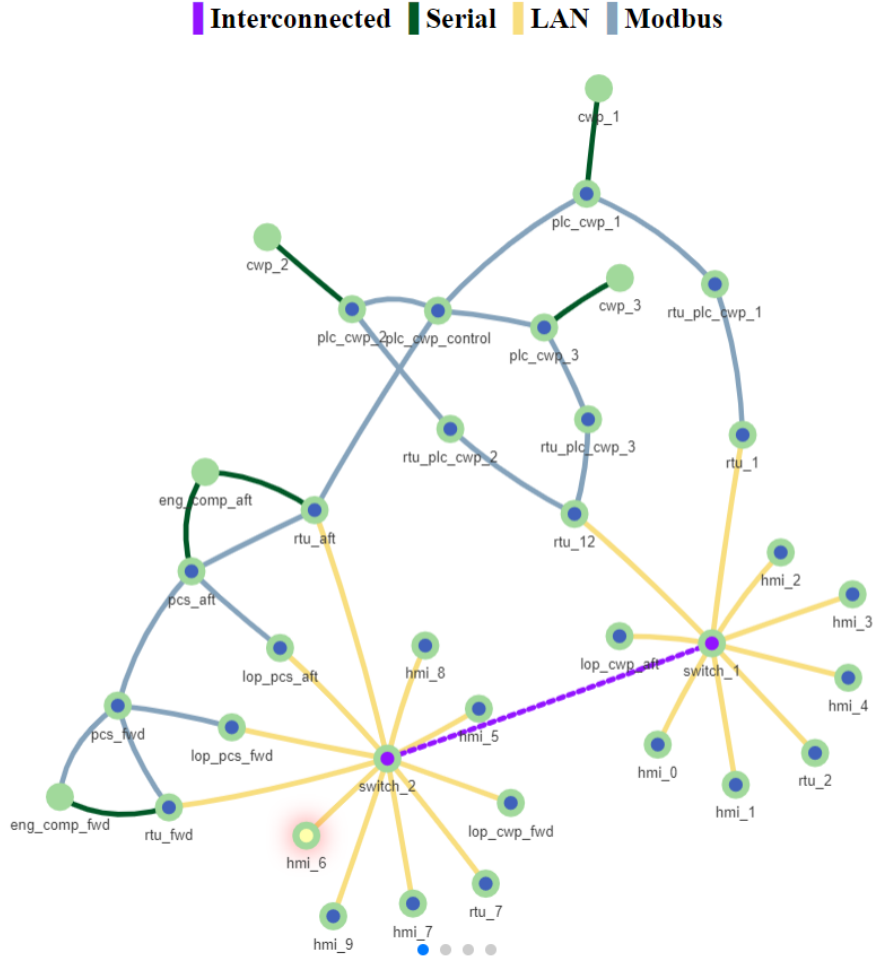 Interconnected Serial LAN Modbus
cwp_1
plc_cwp_1
cwp_2
cwp_3
rtu_plc_cwp_1
plc_cwp_2
plc_cwp_control
plc_cwp_3
rtu_plc_cwp_2
rtu_plc_cwp_3
rtu_1
eng_comp_aft
rtu_aft
rtu_12
hmi_2
pcs_aft
hmi_3
lop_pcs_aft
hmi_8
lop_cwp_aft
switch_1
hmi_4
pcs_fwd
lop_pcs_fwd
hmi_5
hmi_0
rtu_2
switch_2
hmi_1
eng_comp_fwd
rtu_fwd
lop_cwp_fwd
hmi_6
rtu_7
hmi_9
hmi_7